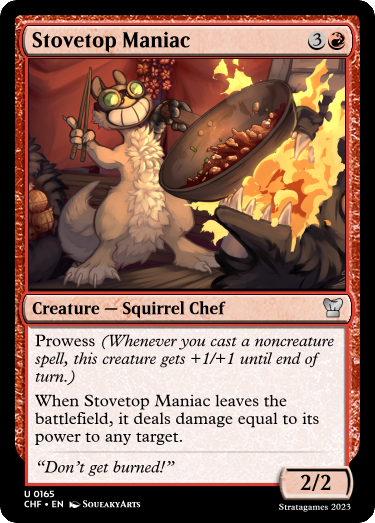 Stovetop Maniac 3
Creature — Squirrel Chef
Prowess (Whenever you cast a noncreature
spell, this creature gets +1/+1 until end of
turn.)
When Stovetop Maniac leaves the
battlefield, it deals damage equal to its
power to any target.
“Don’t get burned!”
2/2
U 0165
CHF • EN SQUEAKYARTS
Stratagames 2023